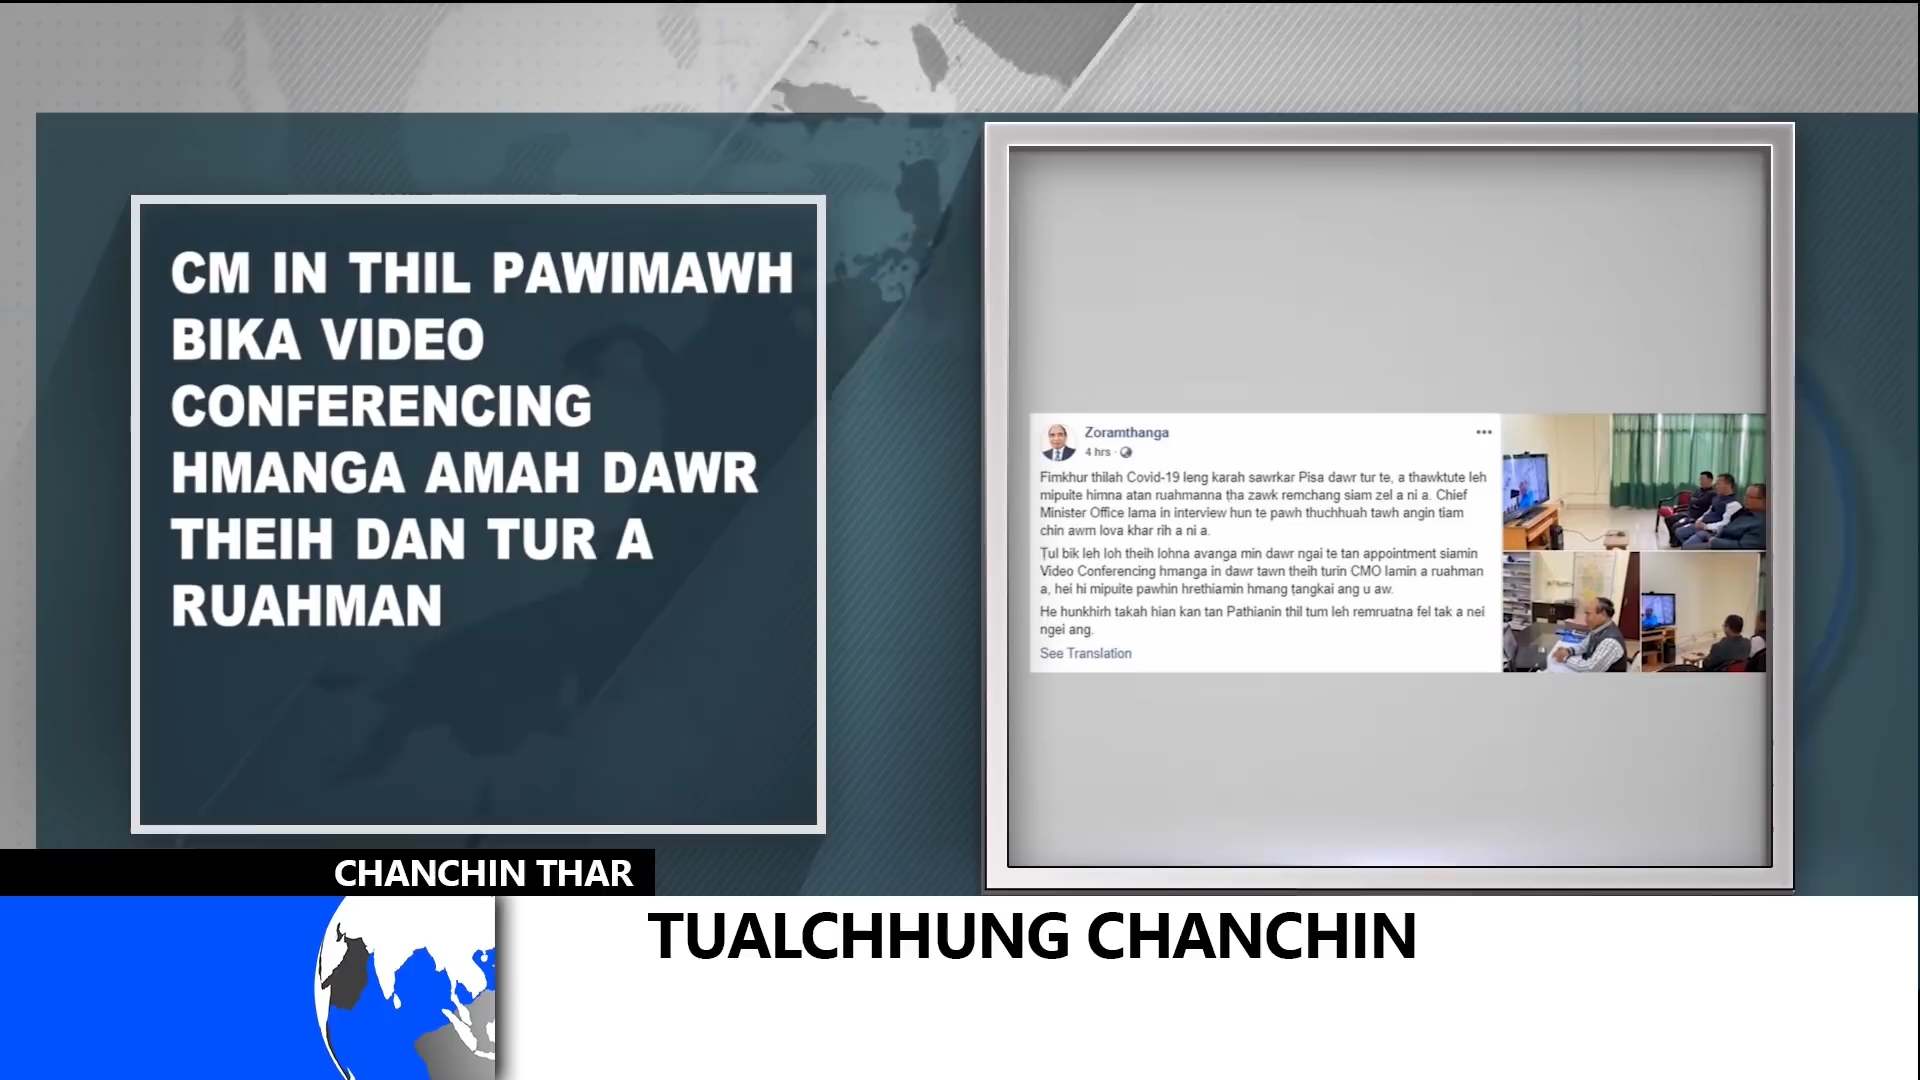 CM IN THIL PAWIMAWH
BIKA VIDEO
CONFERENCING
HMANGA AMAH DAWR
THEIH DAN TUR A
RUAHMAN
Zoramthanga
4 hrs ·
Fimkhur thilah Covid-19 leng karah sawrkar Pisa dawr tur te, a thawktute leh
mipuite himna atan ruahmanna ṭha zawk remchang siam zel a ni a. Chief
Minister Office lama in interview hun te pawh thuchhuah tawh angin tiam
chin awm lova khar rih a ni a.
Ṭul bik leh loh theih lohna avanga min dawr ngai te tan appointment siamin
Video Conferencing hmanga in dawr tawn theih turin CMO lamin a ruahman
a, hei hi mipuite pawhin hrethiamin hmang ṭangkai ang u aw.
He hunkhirh takah hian kan tan Pathianin thil tum leh remruatna fel tak a nei
ngei ang.
See Translation
CHANCHIN THAR
TUALCHHUNG CHANCHIN